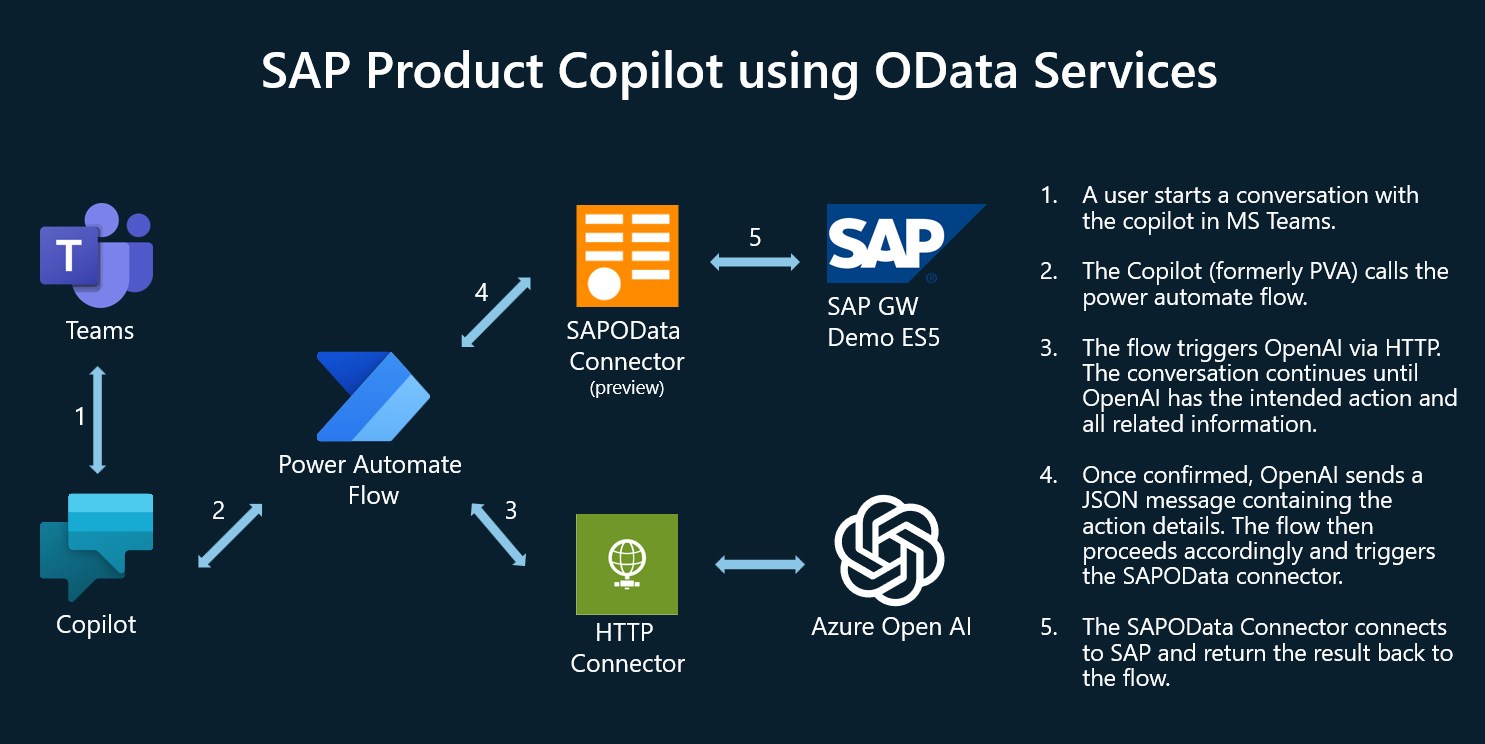 SAP Product Copilot using OData Services
T
Teams
1
Copilot
2
Power Automate
Flow
4
3
SAPOData
Connector
(preview)
5
SAP
®
SAP GW
Demo ES5
HTTP
Connector
Azure Open AI
1. A user starts a conversation with
the copilot in MS Teams.
2. The Copilot (formerly PVA) calls the
power automate flow.
3. The flow triggers OpenAI via HTTP.
The conversation continues until
OpenAI has the intended action and
all related information.
4. Once confirmed, OpenAI sends a
JSON message containing the
action details. The flow then
proceeds accordingly and triggers
the SAPOData connector.
5. The SAPOData Connector connects
to SAP and return the result back to
the flow.